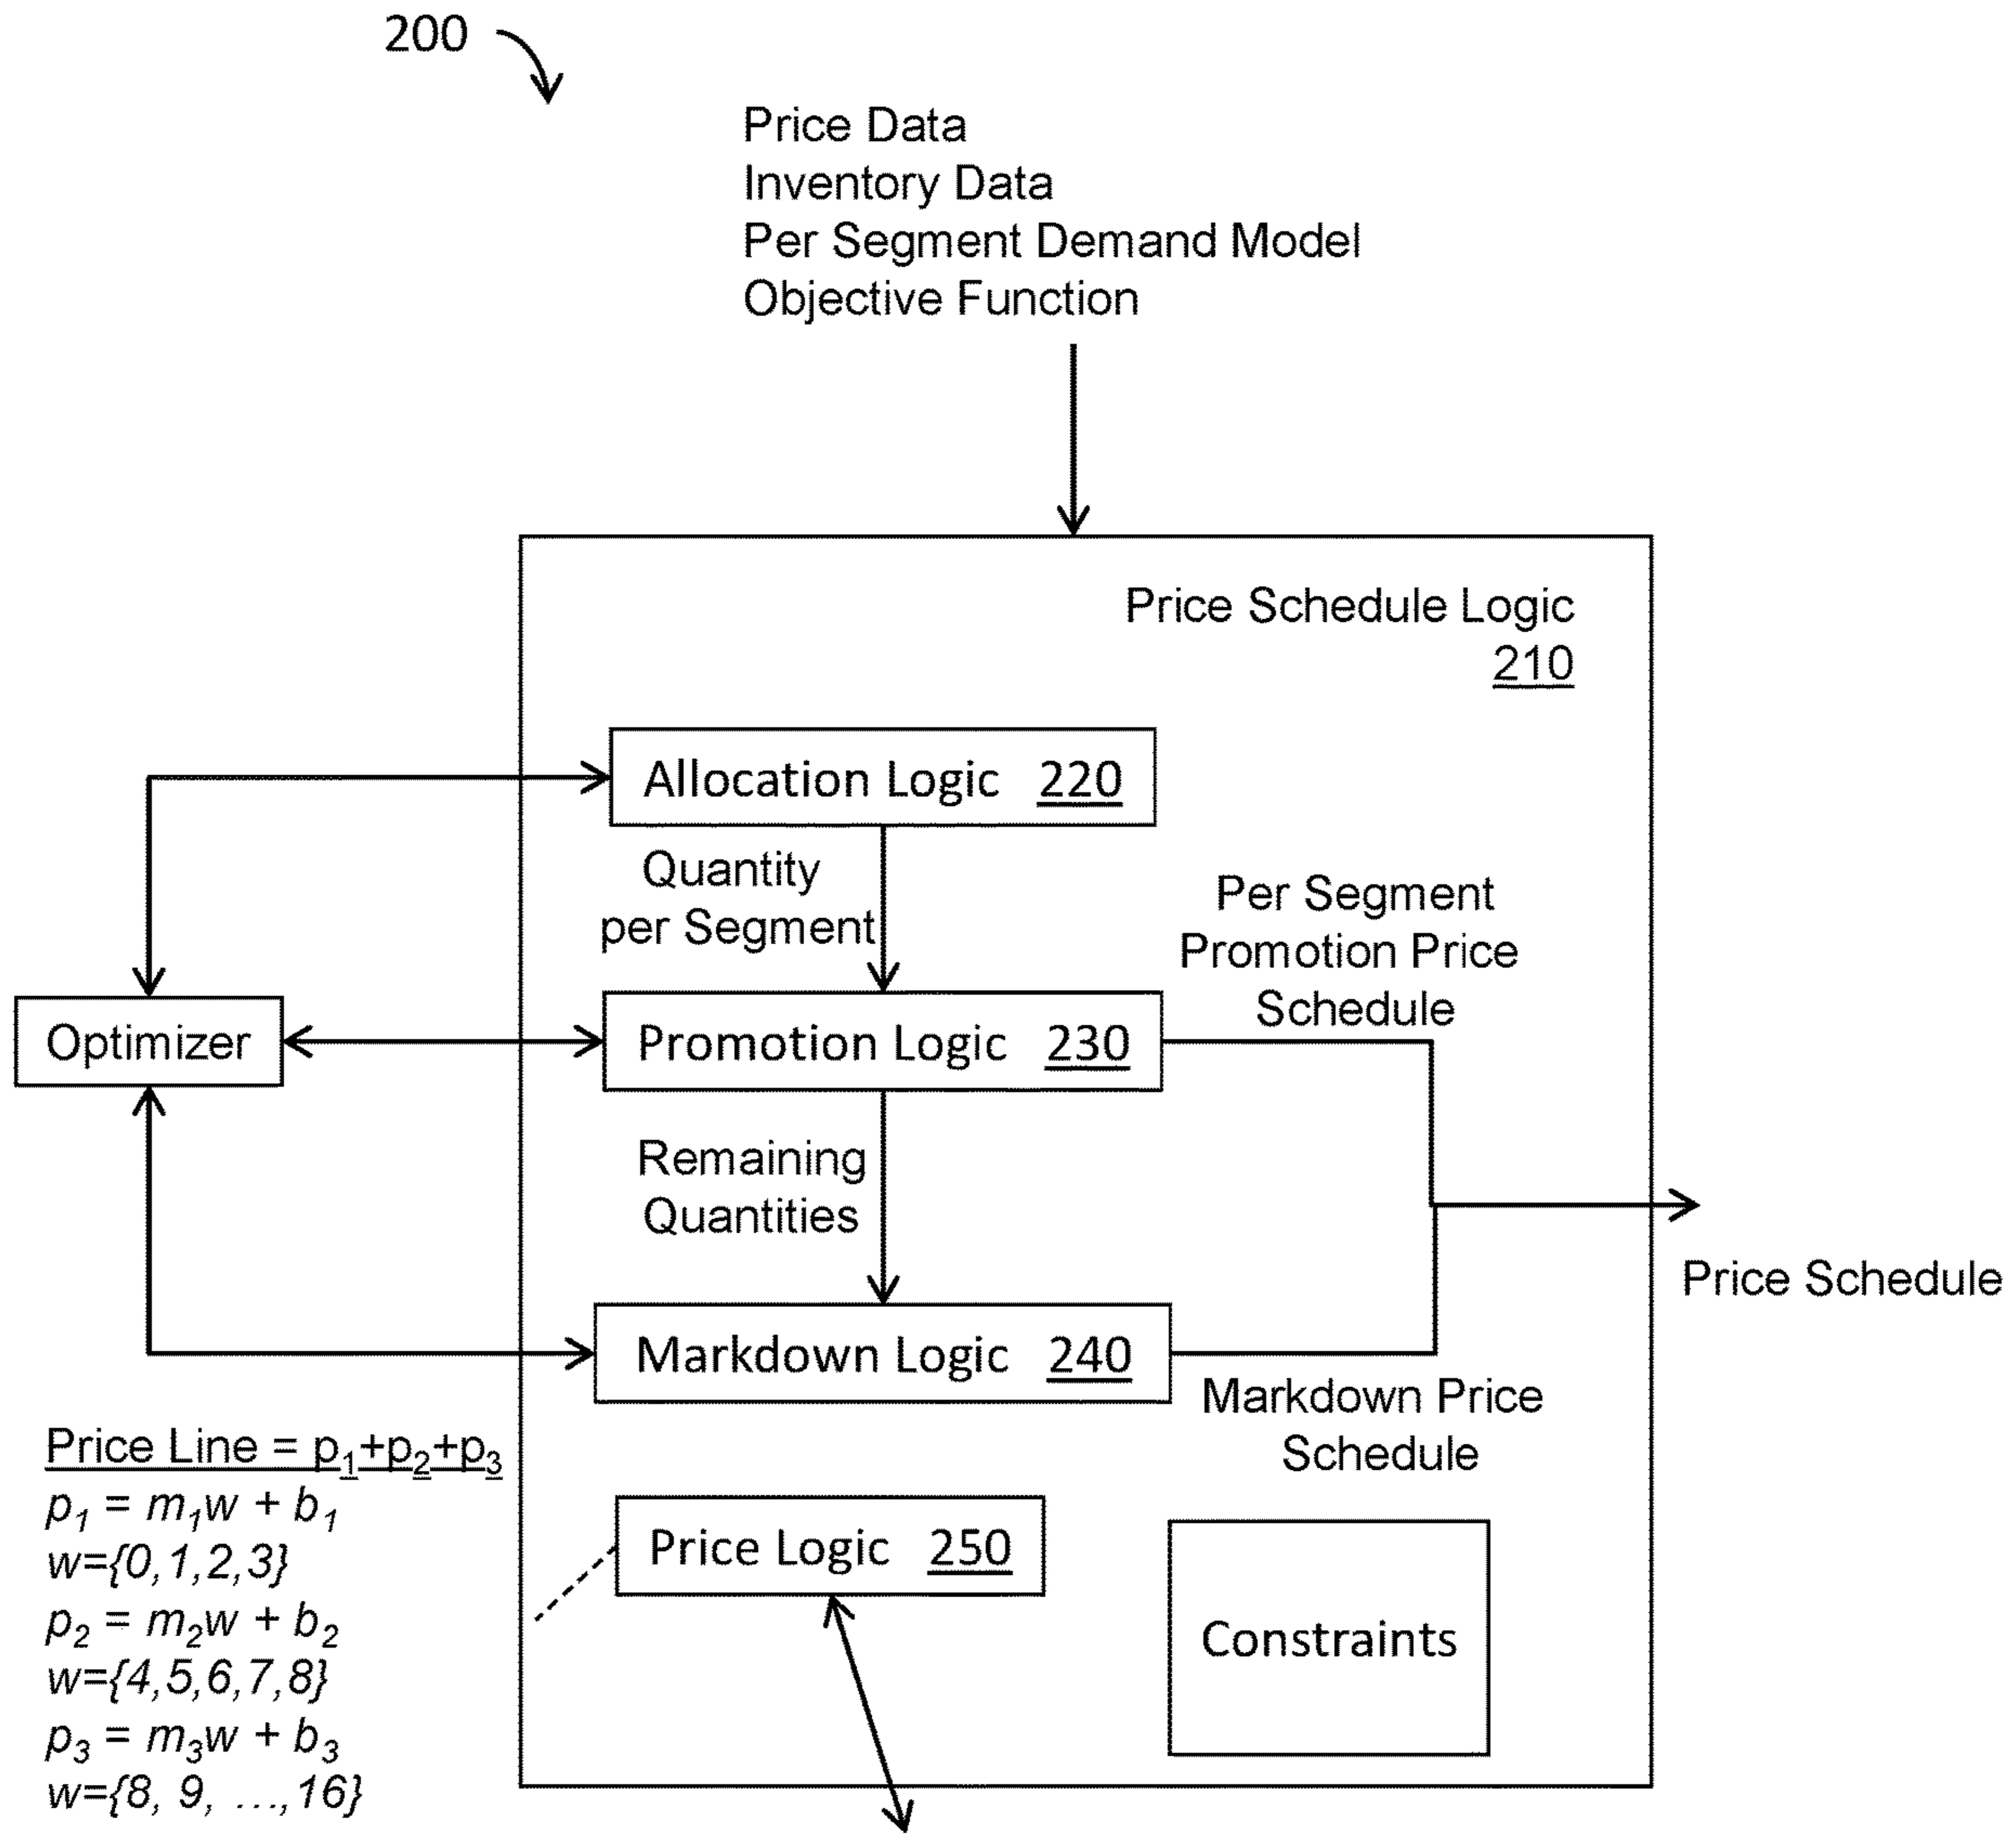 200
Price Data
Inventory Data
Per Segment Demand Model
Objective Function
Price Schedule Logic
210
Allocation Logic 220
Quantity
per Segment
Per Segment
Promotion Price
Schedule
Optimizer
Promotion Logic 230
Remaining
Quantities
Price Schedule
Markdown Logic 240
Markdown Price
Schedule
Price Line = p₁+p₂+p₃
p₁ = m₁w + b₁
w={0,1,2,3}
p₂ = m₂w + b₂
w={4,5,6,7,8}
p₃ = m₃w + b₃
w={8, 9, ...,16}
Price Logic 250
Constraints